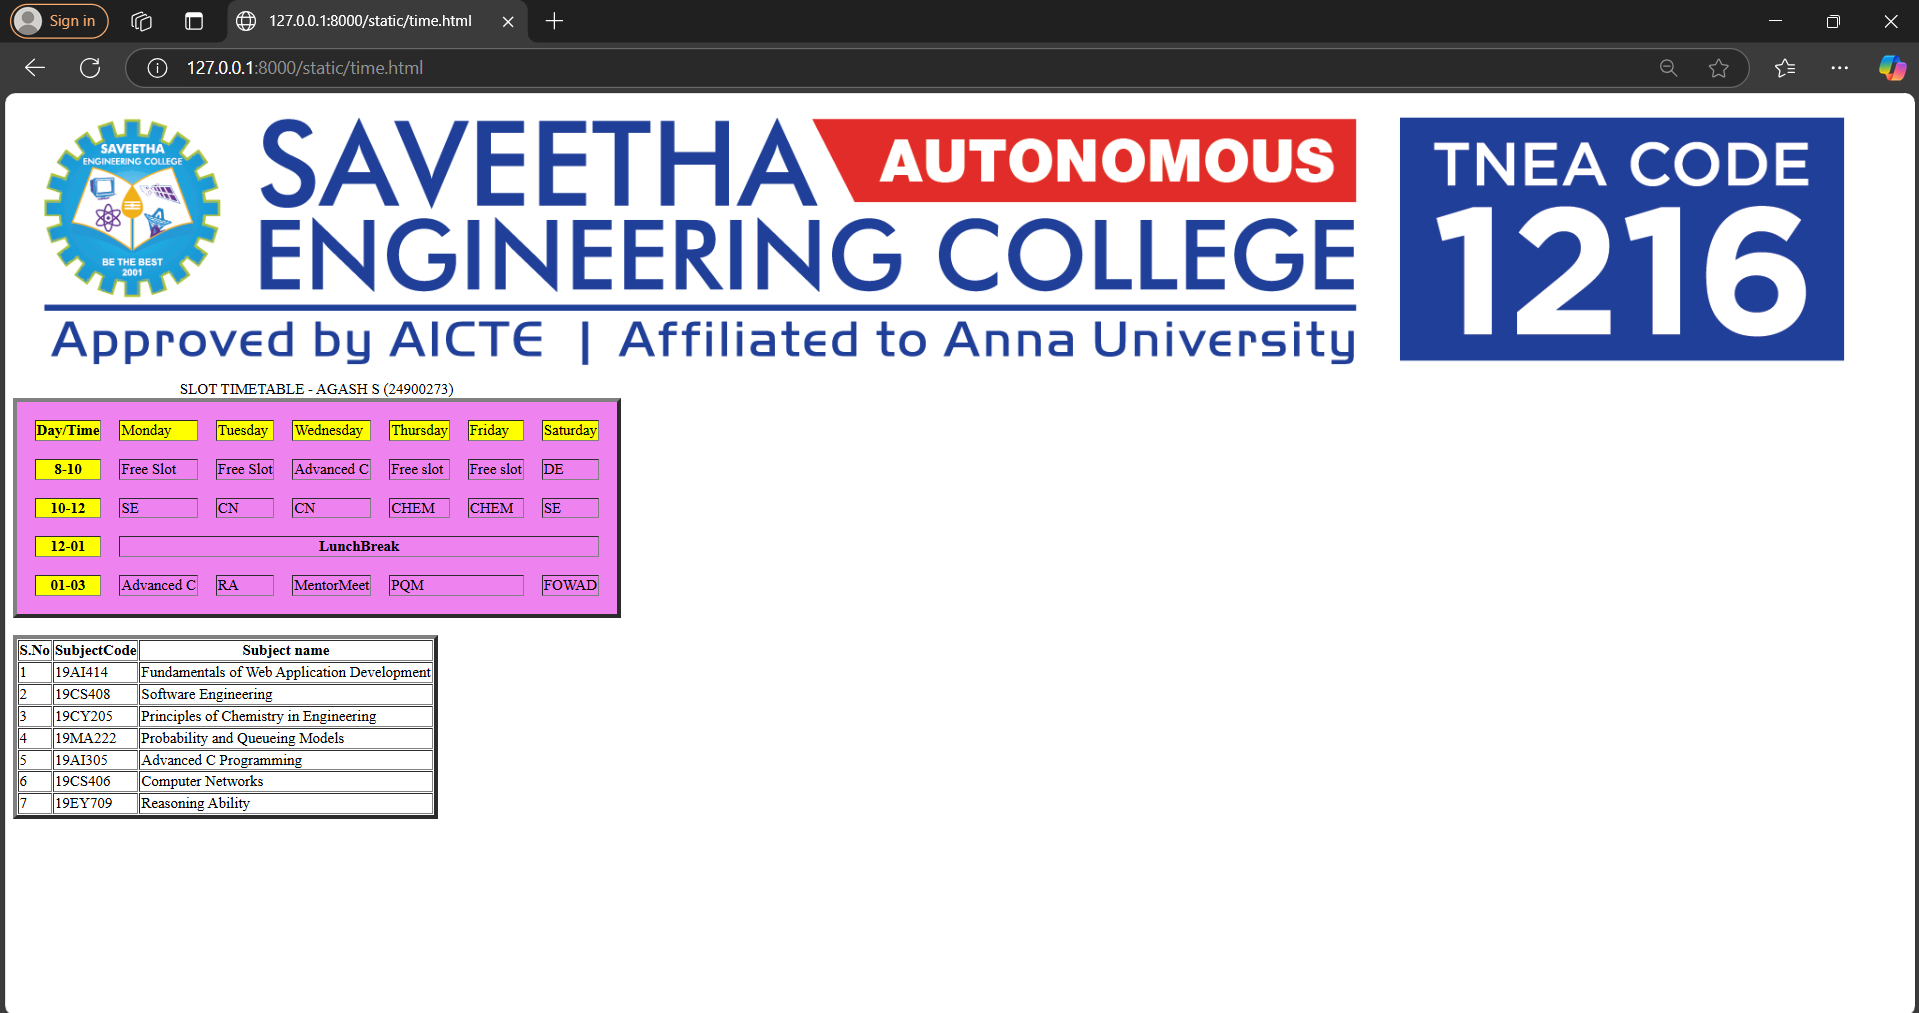 Sign in
127.0.0.1:8000/static/time.html
127.0.0.1:8000/static/time.html
SAVEETHA
ENGINEERING COLLEGE
BE THE BEST
2001
SAVEETHA AUTONOMOUS
ENGINEERING COLLEGE
Approved by AICTE | Affiliated to Anna University
TNEA CODE
1216
SLOT TIMETABLE - AGASH S (24900273)
Day/Time Monday Tuesday Wednesday Thursday Friday Saturday
8-10 Free Slot Free Slot Advanced C Free slot Free slot DE
10-12 SE CN CN CHEM CHEM SE
12-01 LunchBreak
01-03 Advanced C RA MentorMeet PQM FOWAD
S.No SubjectCode Subject name
1 19AI414 Fundamentals of Web Application Development
2 19CS408 Software Engineering
3 19CY205 Principles of Chemistry in Engineering
4 19MA222 Probability and Queueing Models
5 19AI305 Advanced C Programming
6 19CS406 Computer Networks
7 19EY709 Reasoning Ability